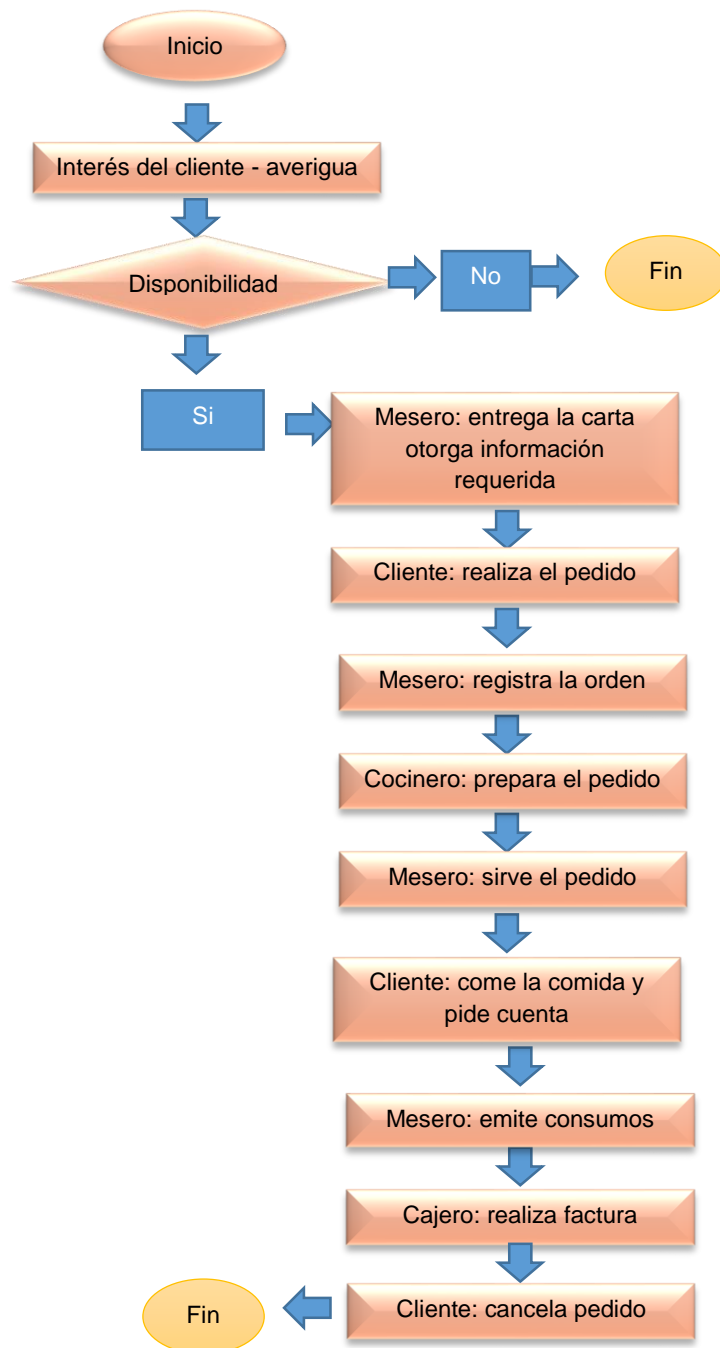 Inicio
Interés del cliente - averigua
Disponibilidad
No
Fin
Si
Mesero: entrega la carta
otorga información
requerida
Cliente: realiza el pedido
Mesero: registra la orden
Cocinero: prepara el pedido
Mesero: sirve el pedido
Cliente: come la comida y
pide cuenta
Mesero: emite consumos
Cajero: realiza factura
Cliente: cancela pedido
Fin